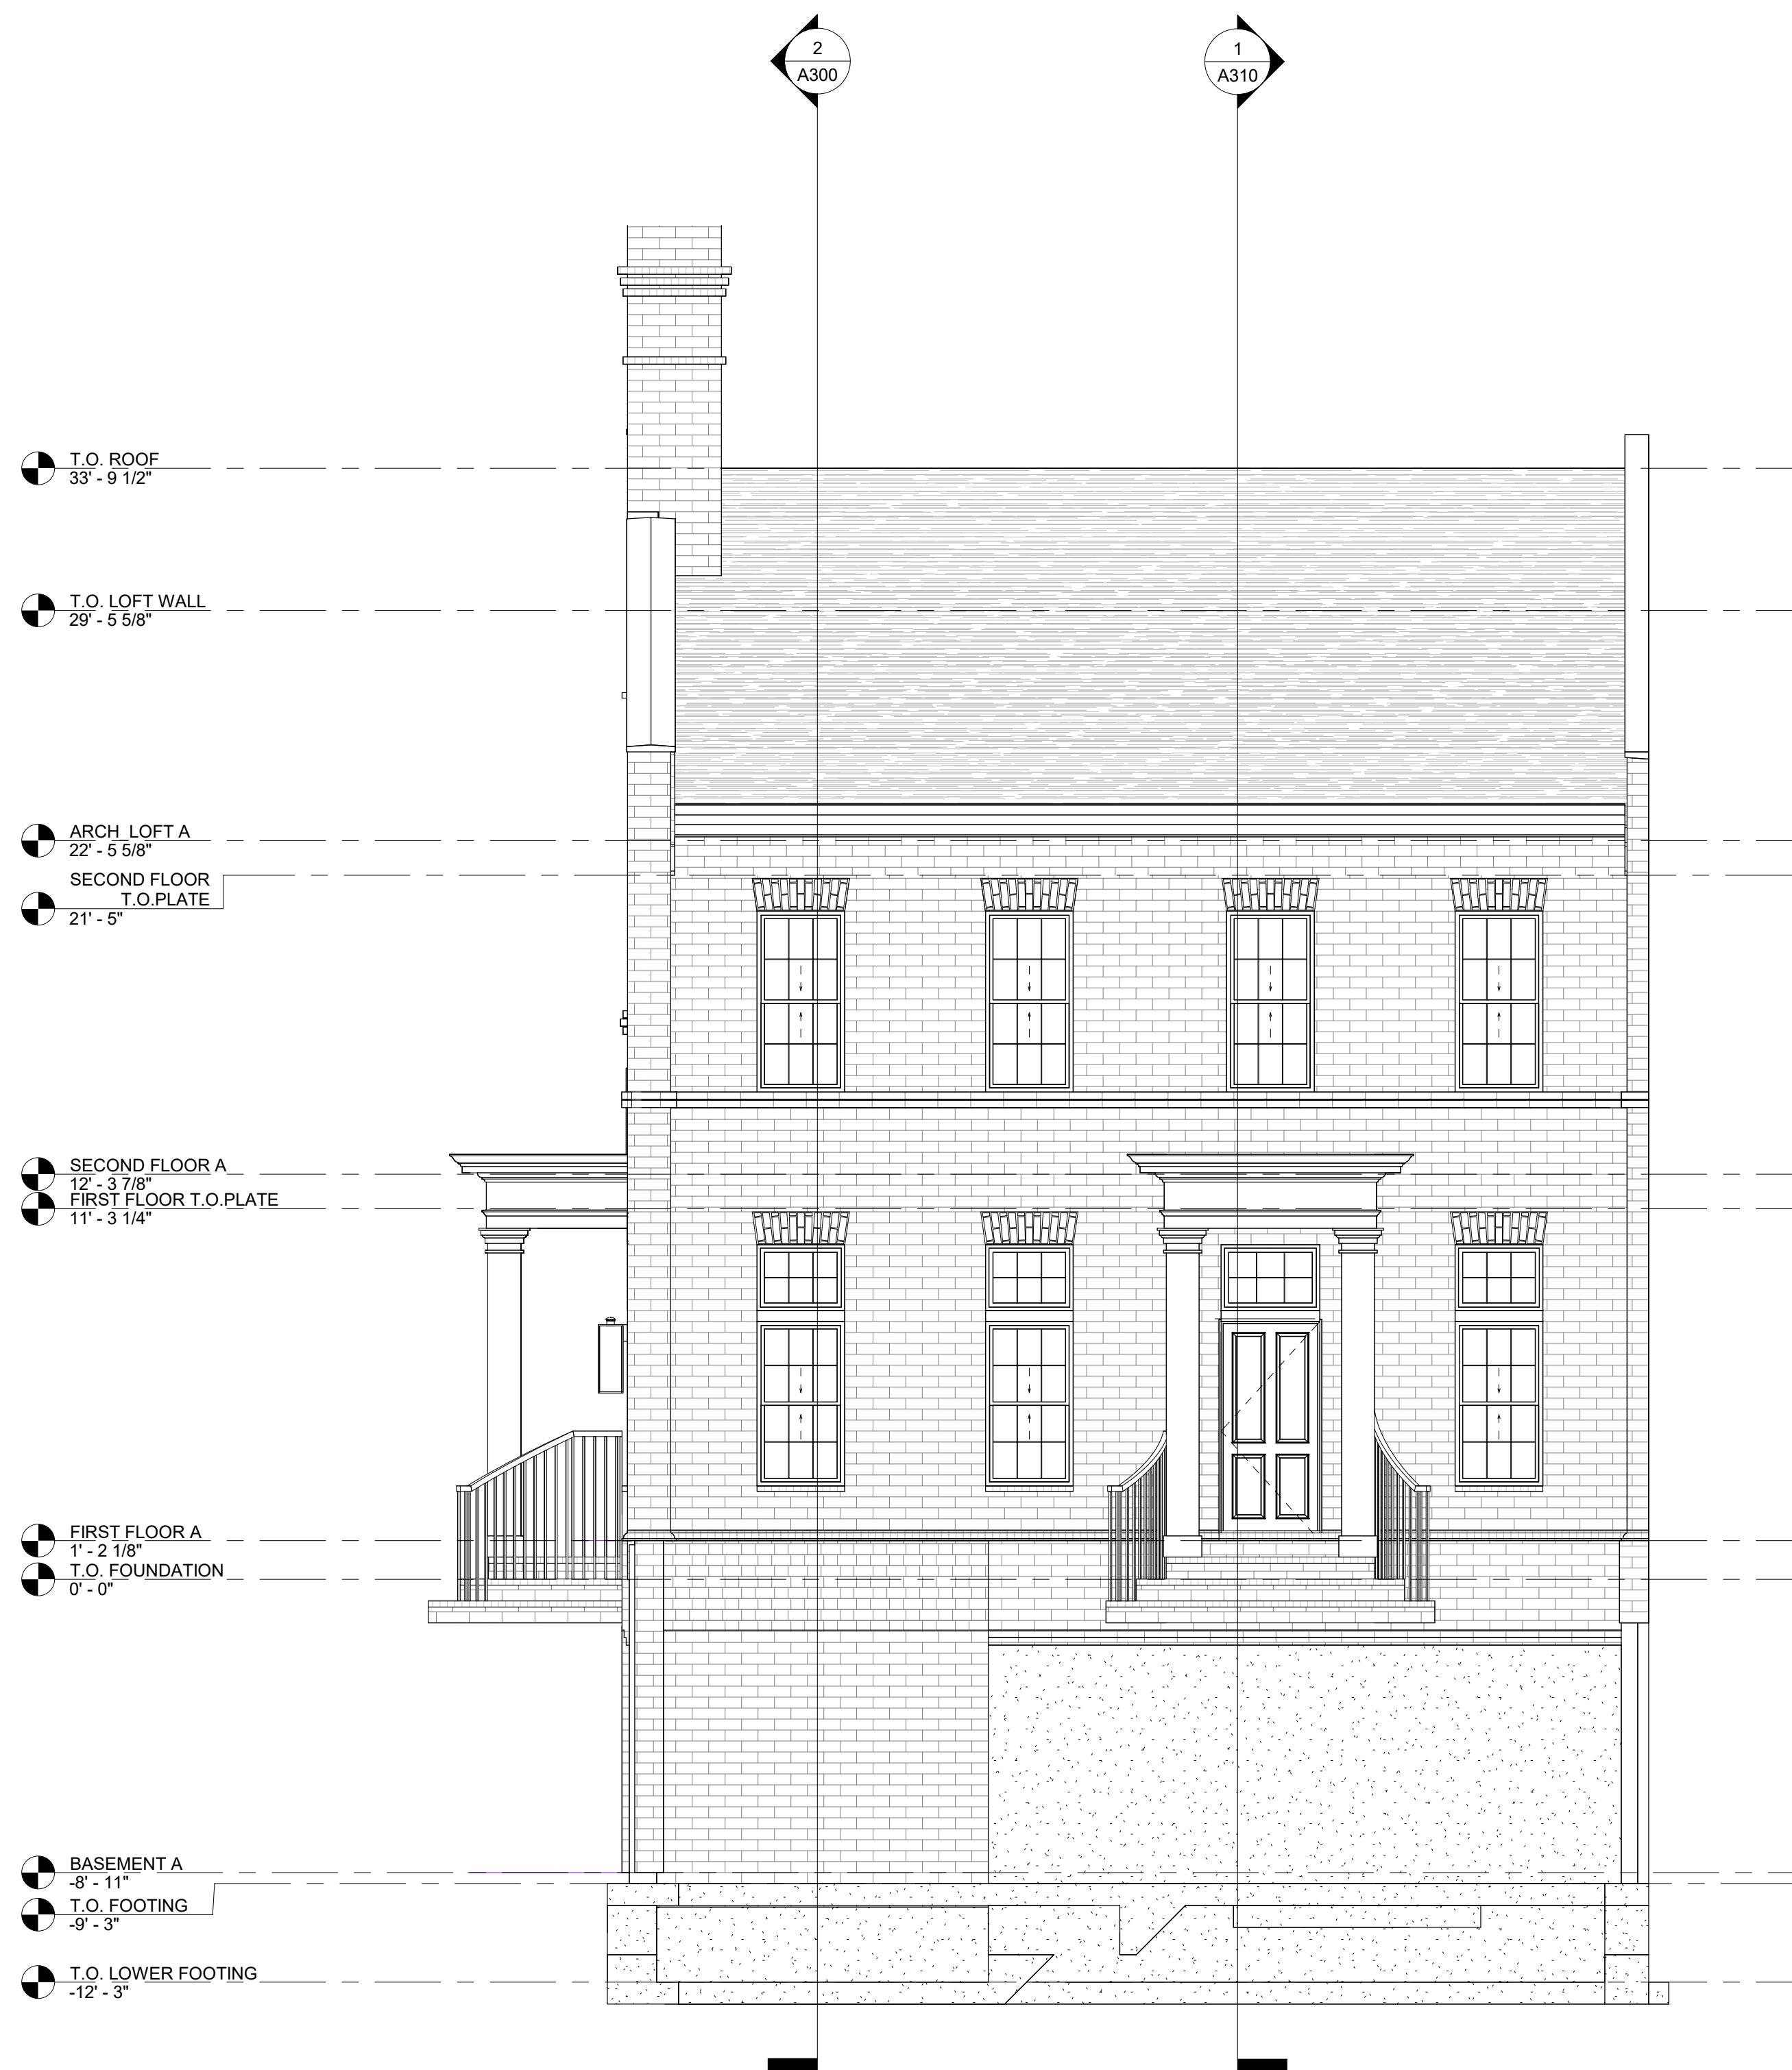 2
A300
1
A310
T.O. ROOF
33' - 9 1/2"
T.O. LOFT WALL
29' - 5 5/8"
ARCH_LOFT A
22' - 5 5/8"
SECOND FLOOR
T.O.PLATE
21' - 5"
SECOND FLOOR A
12' - 3 7/8"
FIRST FLOOR T.O.PLATE
11' - 3 1/4"
FIRST FLOOR A
1' - 2 1/8"
T.O. FOUNDATION
0' - 0"
BASEMENT A
-8' - 11"
T.O. FOOTING
-9' - 3"
T.O. LOWER FOOTING
-12' - 3"